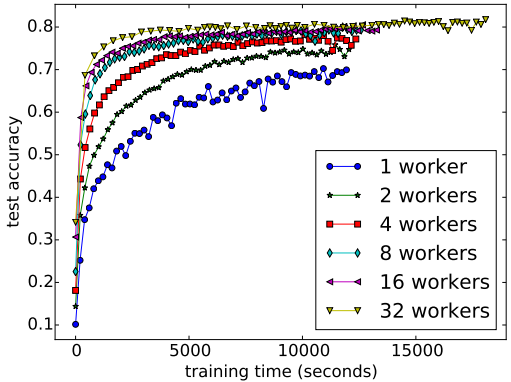 0.8
0.7
0.6
0.5
0.4
0.3
0.2
0.1
test accuracy
1 worker
2 workers
4 workers
8 workers
16 workers
32 workers
0 5000 10000 15000
training time (seconds)